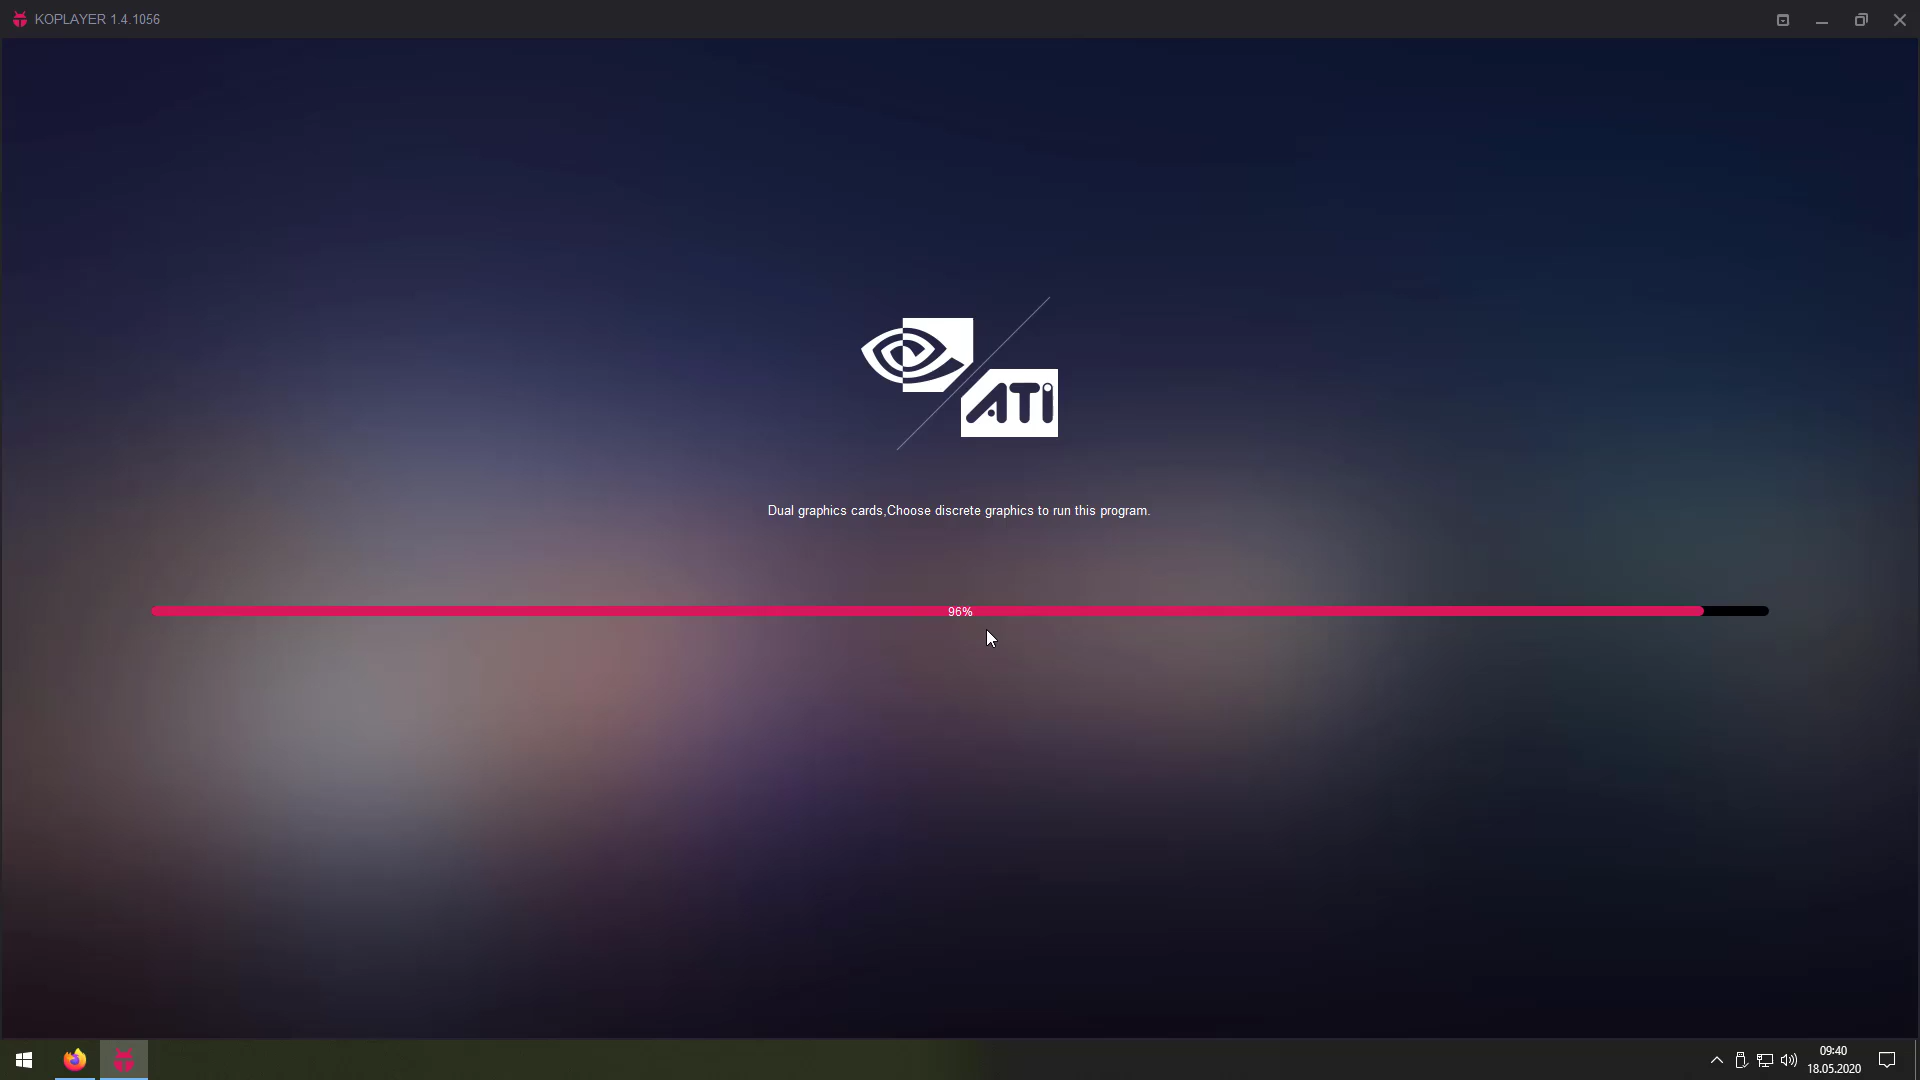 KOPLAYER 1.4.1056
ATI
Dual graphics cards,Choose discrete graphics to run this program.
96%
09:40
18.05.2020